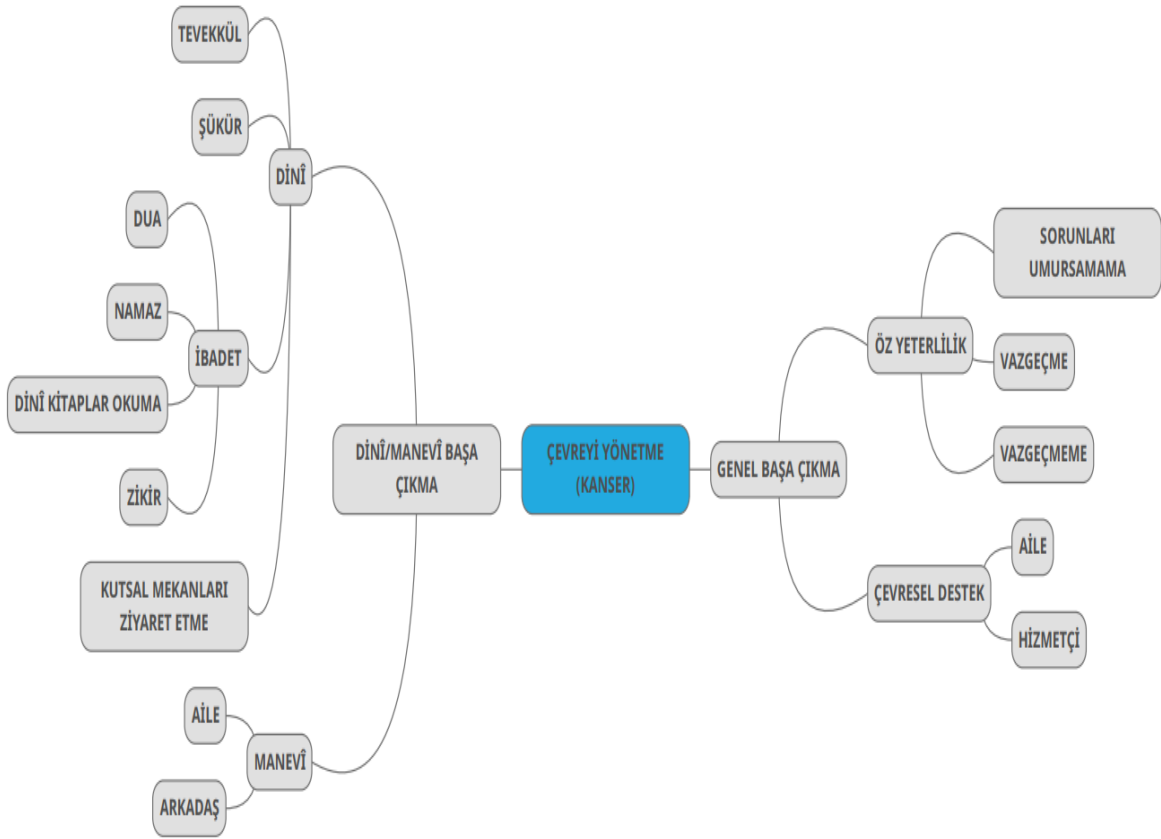 TEVEKKÜL
ŞÜKÜR
DİNÎ
DUA
NAMAZ
İBADET
DİNÎ KİTAPLAR OKUMA
ZİKİR
KUTSAL MEKANLARI
ZİYARET ETME
AİLE
MANEVÎ
ARKADAŞ
DİNÎ/MANEVÎ BAŞA
ÇIKMA
ÇEVREYİ YÖNETME
(KANSER)
GENEL BAŞA ÇIKMA
ÖZ YETERLİLİK
SORUNLARI
UMURSAMAMA
VAZGEÇME
VAZGEÇMEME
ÇEVRESEL DESTEK
AİLE
HİZMETÇİ